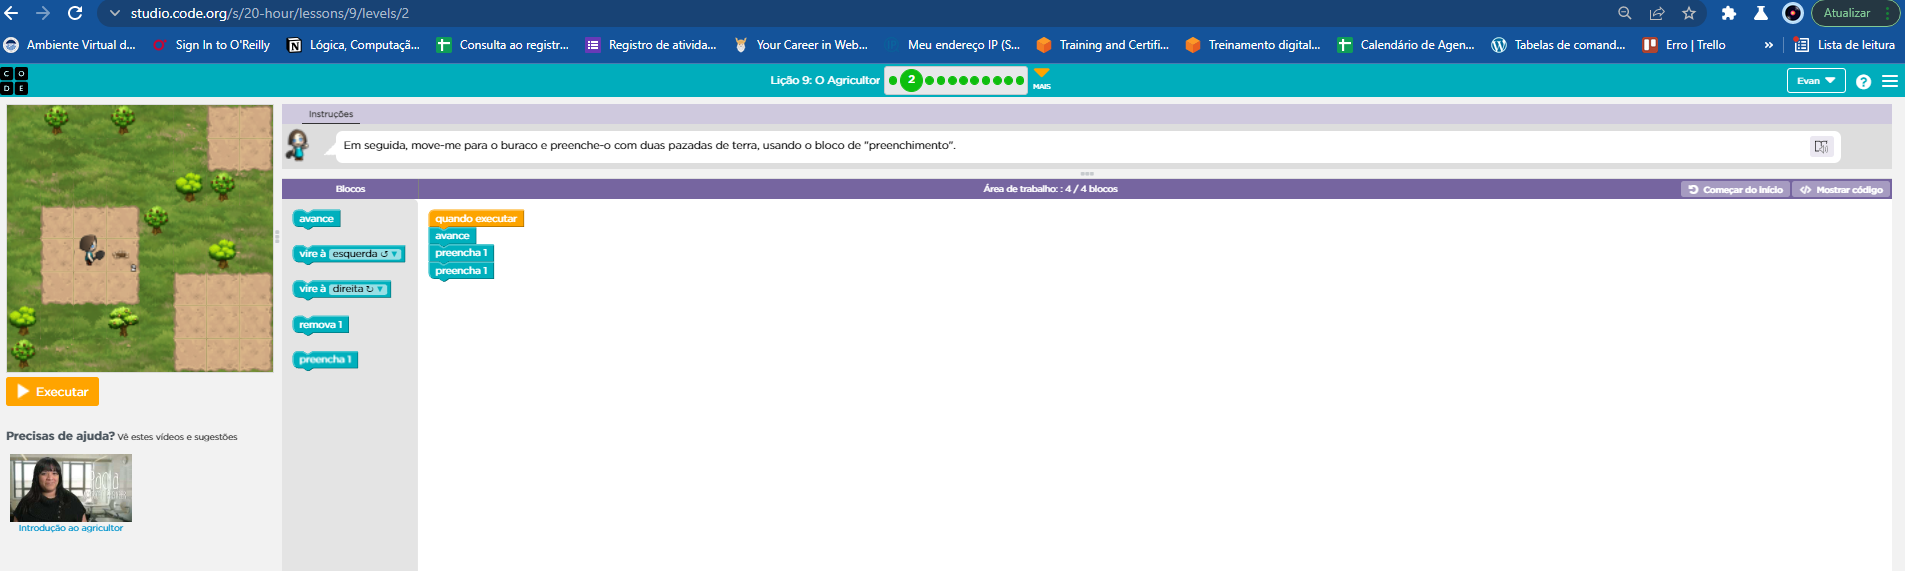 studio.code.org/s/20-hour/lessons/9/levels/2
Atualizar
Ambiente Virtual d...
Sign In to O'Reilly
Lógica, Computaçã...
Consulta ao registr...
Registro de ativida...
Your Career in Web...
Meu endereço IP (S...
Training and Certifi...
Treinamento digital...
Calendário de Agen...
Tabelas de comand...
Erro | Trello
»
Lista de leitura
C O
D E
Lição 9: O Agricultor
2
MAIS
Evan
?
Instruções
Em seguida, move-me para o buraco e preenche-o com duas pazadas de terra, usando o bloco de "preenchimento".
Blocos
Área de trabalho: : 4 / 4 blocos
Começar do início
Mostrar código
avance
vire à esquerda ↺
vire à direita ↻
remova 1
preencha 1
quando executar
avance
preencha 1
preencha 1
2
Executar
Precisas de ajuda? Vê estes vídeos e sugestões
Paola
Introdução ao agricultor